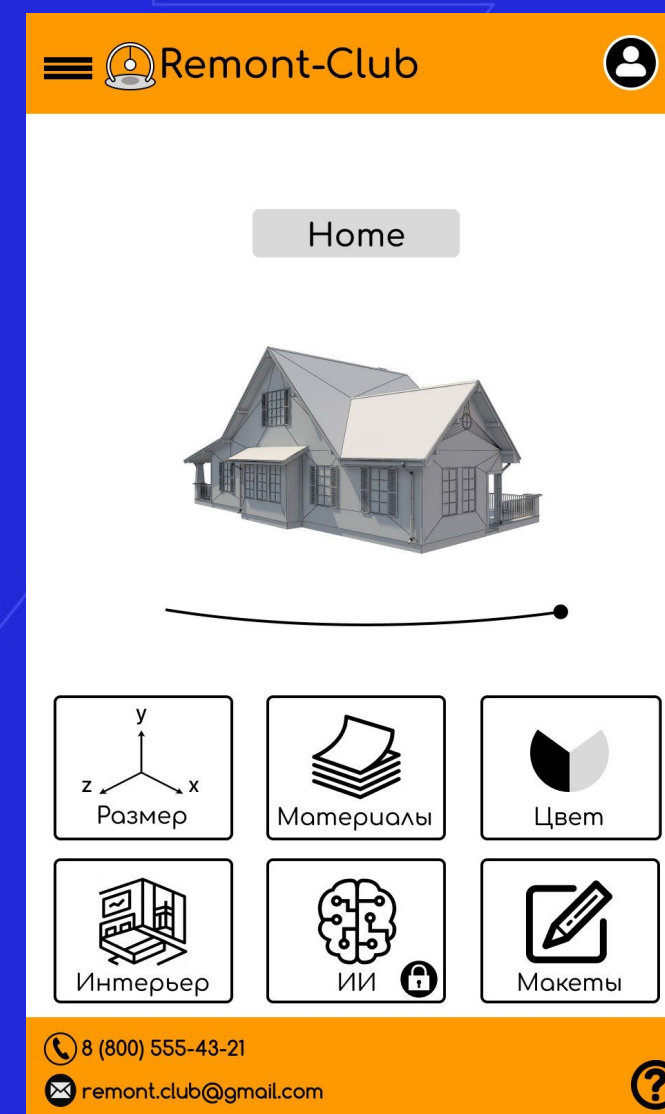 Remont-Club
Home
y
z x
Размер
Материалы
Цвет
Интерьер
ИИ
Макеты
8 (800) 555-43-21
remont.club@gmail.com
?